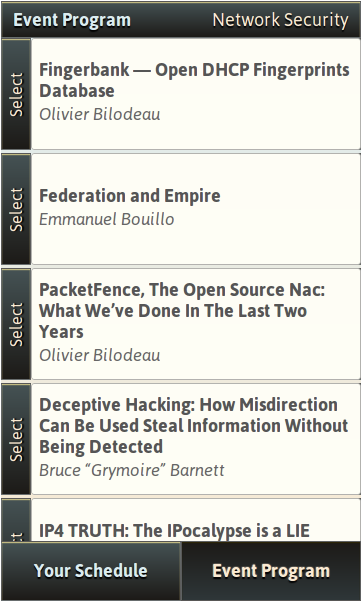 Event Program Network Security
Select
Fingerbank — Open DHCP Fingerprints
Database
Olivier Bilodeau
Select
Federation and Empire
Emmanuel Bouillo
Select
PacketFence, The Open Source Nac:
What We’ve Done In The Last Two
Years
Olivier Bilodeau
Select
Deceptive Hacking: How Misdirection
Can Be Used Steal Information Without
Being Detected
Bruce “Grymoire” Barnett
IP4 TRUTH: The IPocalypse is a LIE
Your Schedule Event Program